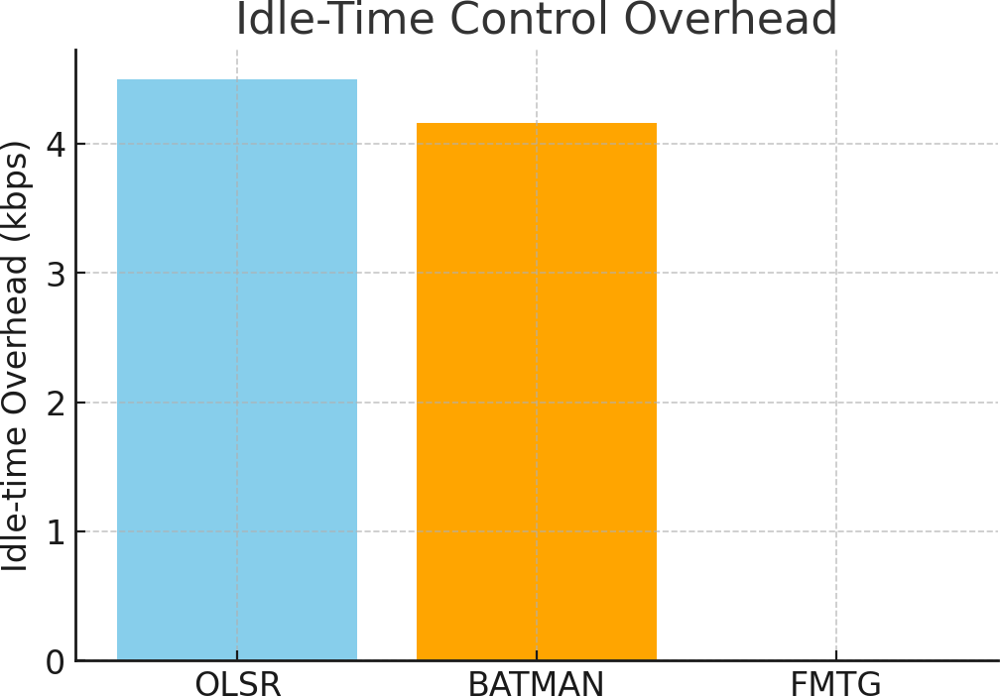 Idle-Time Control Overhead
Idle-time Overhead (kbps)
4
3
2
1
0
OLSR
BATMAN
FMTG